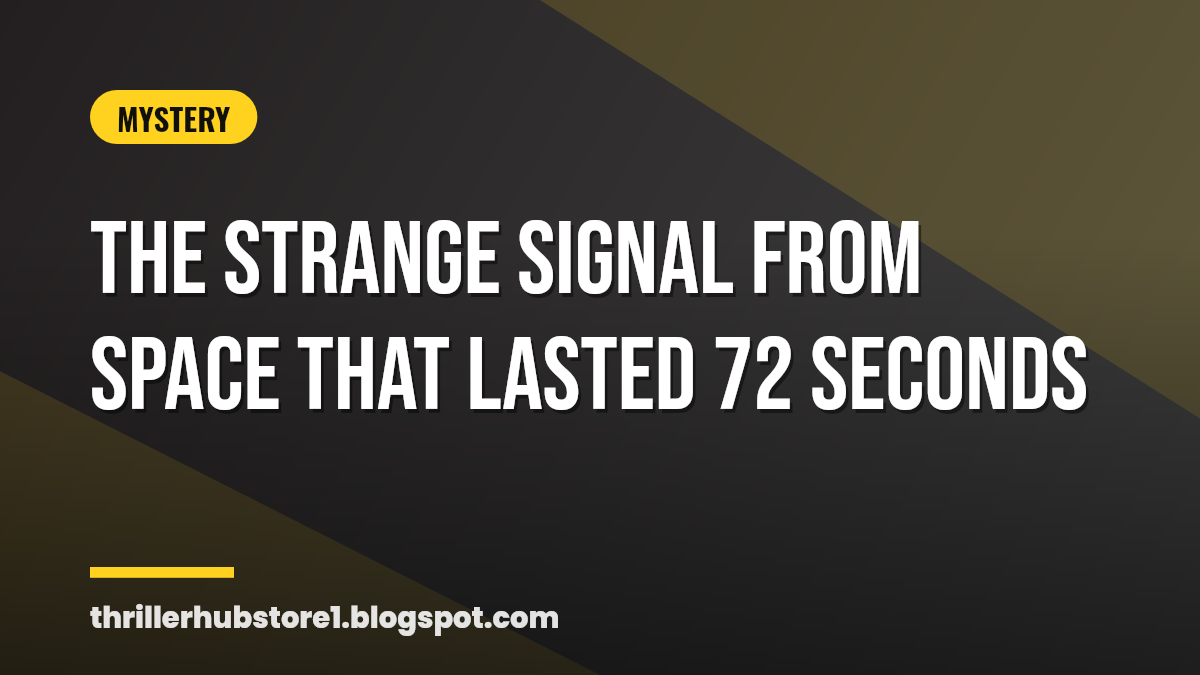 MYSTERY
THE STRANGE SIGNAL FROM
SPACE THAT LASTED 72 SECONDS
thrillerhubstore1.blogspot.com